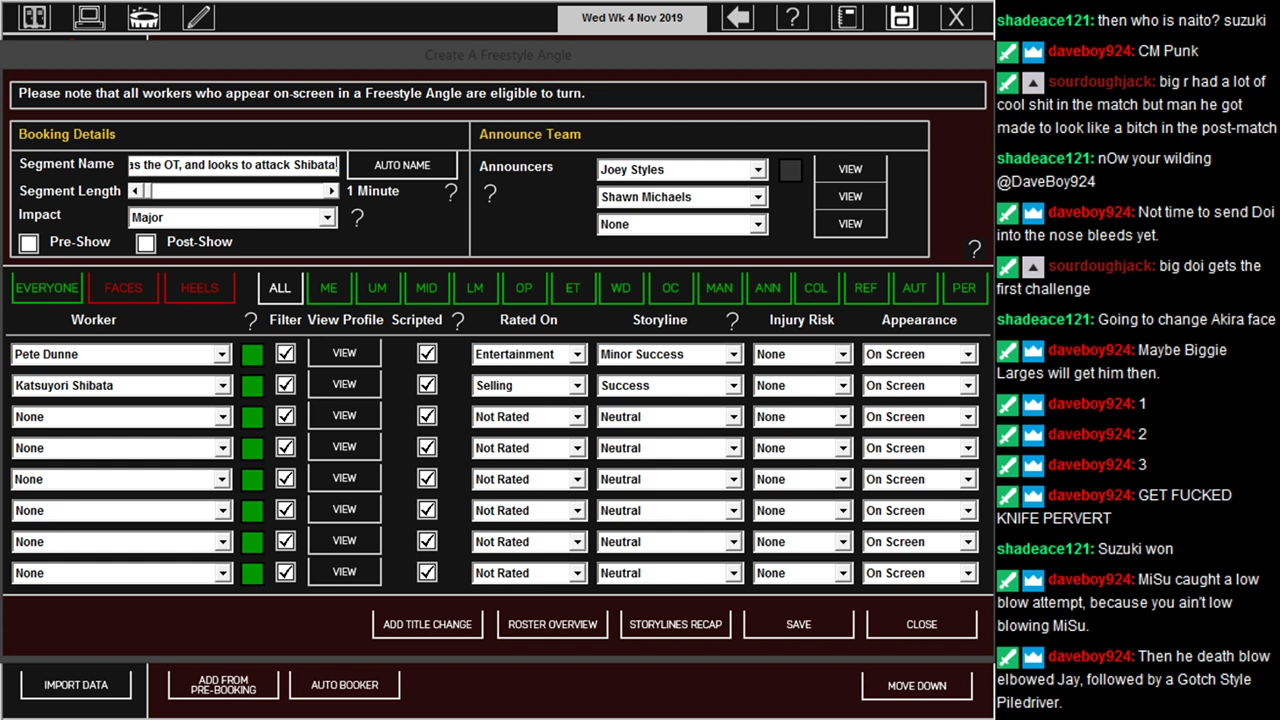 Wed Wk 4 Nov 2019
?
X
Create A Freestyle Angle
Please note that all workers who appear on-screen in a Freestyle Angle are eligible to turn.
Booking Details
Segment Name as the OT, and looks to attack Shibata! AUTO NAME
Segment Length 1 Minute ?
Impact Major ?
Pre-Show Post-Show
Announce Team
Announcers Joey Styles VIEW
? Shawn Michaels VIEW
None VIEW
?
EVERYONE FACES HEELS ALL ME UM MID LM OP ET WD OC MAN ANN COL REF AUT PER
Worker ? Filter View Profile Scripted ? Rated On Storyline ? Injury Risk Appearance
Pete Dunne VIEW Entertainment Minor Success None On Screen
Katsuyori Shibata VIEW Selling Success None On Screen
None VIEW Not Rated Neutral None On Screen
None VIEW Not Rated Neutral None On Screen
None VIEW Not Rated Neutral None On Screen
None VIEW Not Rated Neutral None On Screen
None VIEW Not Rated Neutral None On Screen
None VIEW Not Rated Neutral None On Screen
ADD TITLE CHANGE ROSTER OVERVIEW STORYLINES RECAP SAVE CLOSE
IMPORT DATA ADD FROM PRE-BOOKING AUTO BOOKER MOVE DOWN
shadeace121: then who is naito? suzuki
daveboy924: CM Punk
sourdoughjack: big r had a lot of
cool shit in the match but man he got
made to look like a bitch in the post-match
shadeace121: nOw your wilding
@DaveBoy924
daveboy924: Not time to send Doi
into the nose bleeds yet.
sourdoughjack: big doi gets the
first challenge
shadeace121: Going to change Akira face
daveboy924: Maybe Biggie
Larges will get him then.
daveboy924: 1
daveboy924: 2
daveboy924: 3
daveboy924: GET FUCKED
KNIFE PERVERT
shadeace121: Suzuki won
daveboy924: MiSu caught a low
blow attempt, because you ain't low
blowing MiSu.
daveboy924: Then he death blow
elbowed Jay, followed by a Gotch Style
Piledriver.